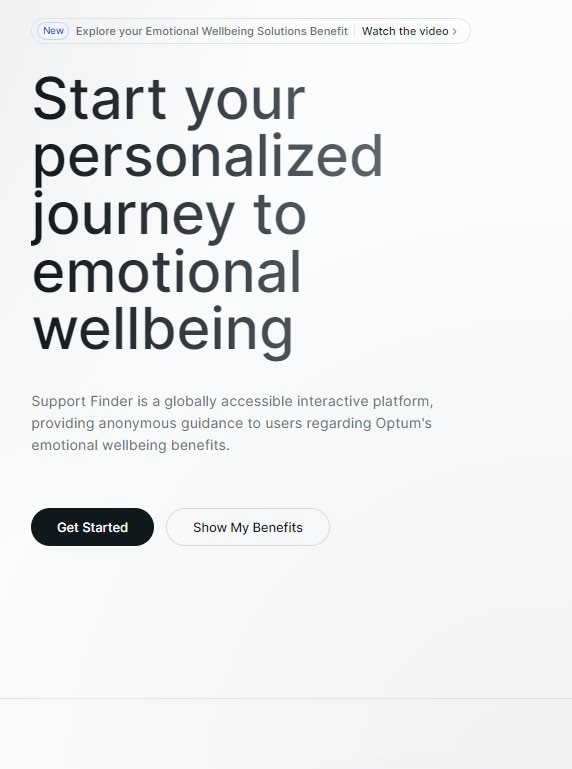 New Explore your Emotional Wellbeing Solutions Benefit Watch the video ›
Start your
personalized
journey to
emotional
wellbeing
Support Finder is a globally accessible interactive platform,
providing anonymous guidance to users regarding Optum's
emotional wellbeing benefits.
Get Started Show My Benefits